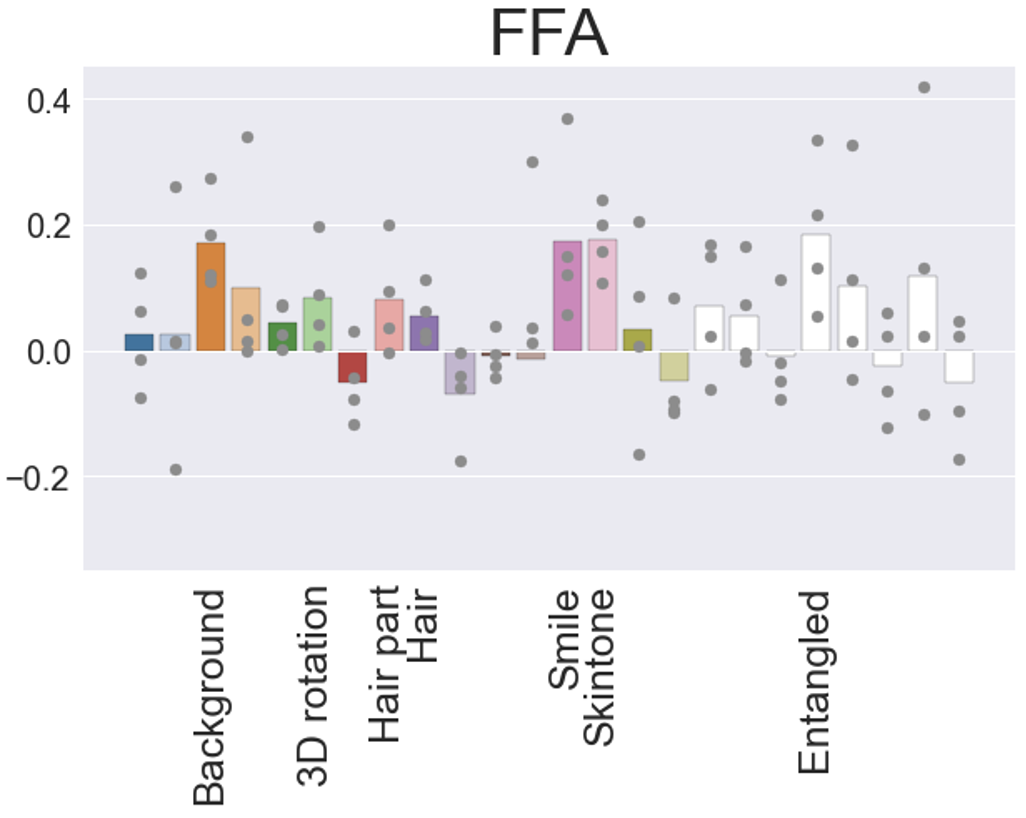 FFA
0.4
0.2
0.0
−0.2
Background
3D rotation
Hair part
Hair
Smile
Skintone
Entangled